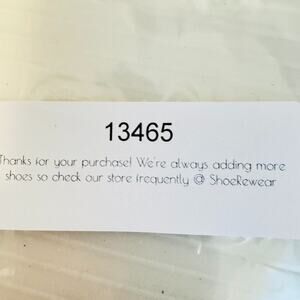 13465
Thanks for your purchase! We're always adding more
shoes so check our store frequently @ ShoeRewear